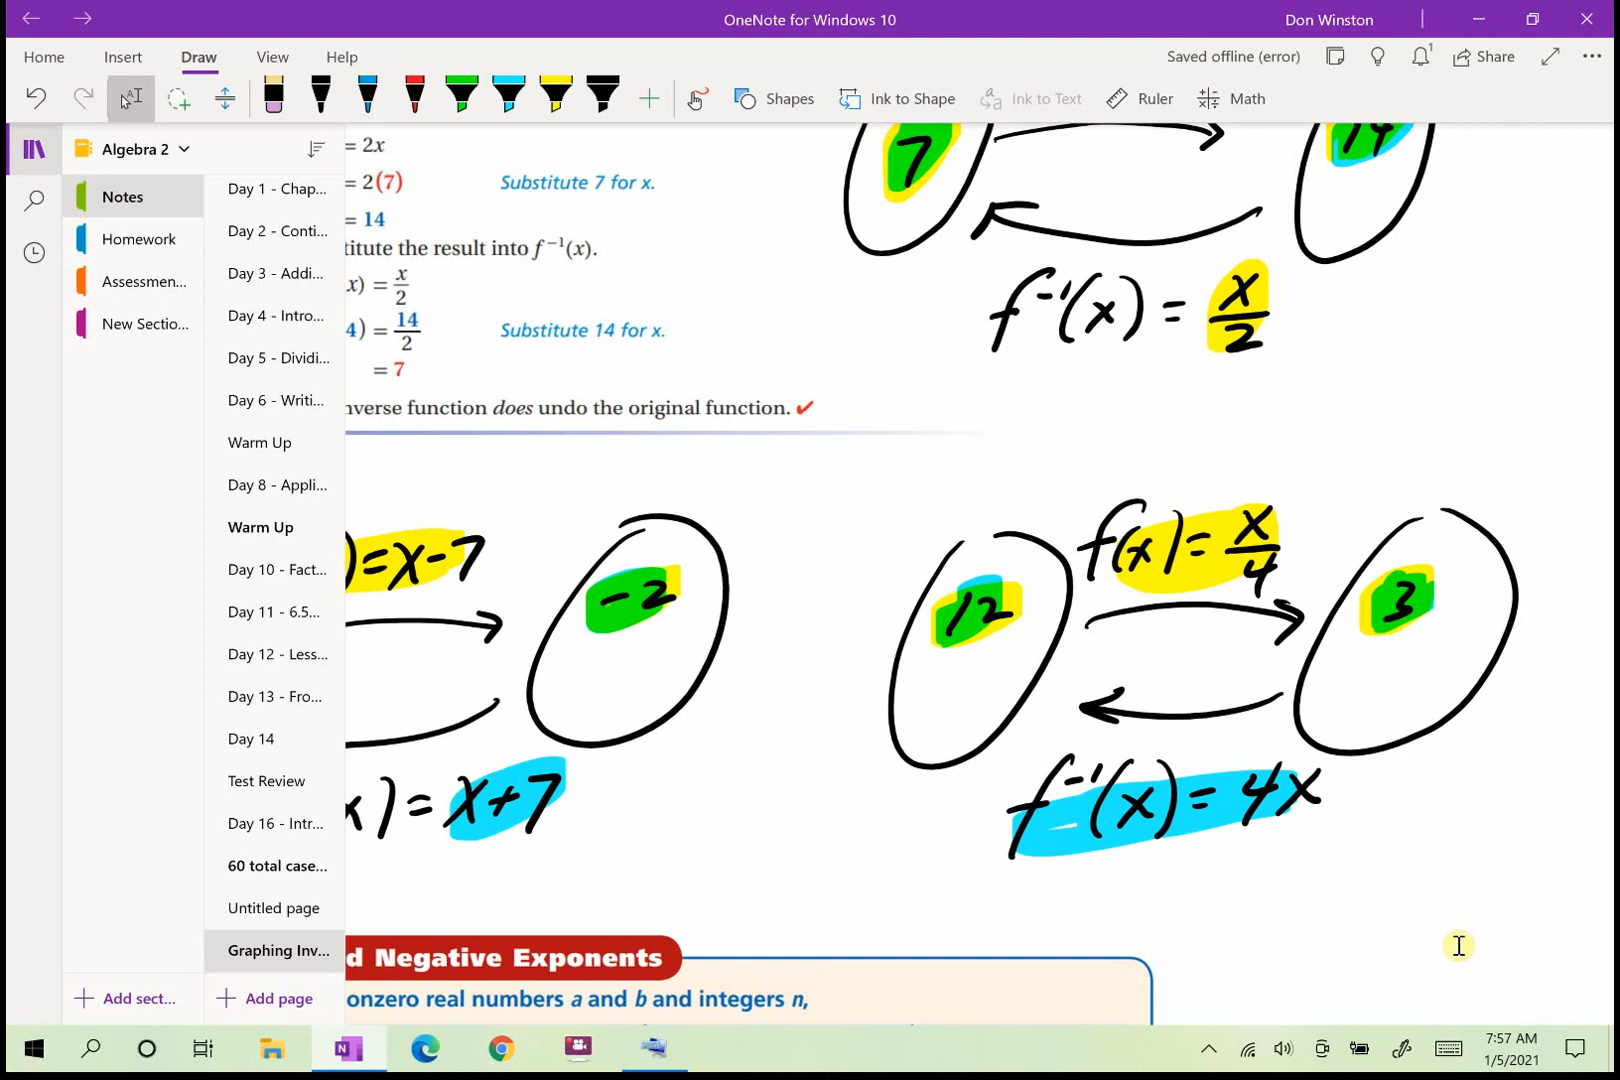 OneNote for Windows 10
Don Winston
Home Insert Draw View Help
Saved offline (error)
1
Share
Shapes Ink to Shape Ink to Text Ruler Math
Algebra 2
Notes
Homework
Assessmen...
New Sectio...
Add sect...
Day 1 - Chap...
Day 2 - Conti...
Day 3 - Addi...
Day 4 - Intro...
Day 5 - Dividi...
Day 6 - Writi...
Warm Up
Day 8 - Appli...
Warm Up
Day 10 - Fact...
Day 11 - 6.5...
Day 12 - Less...
Day 13 - Fro...
Day 14
Test Review
Day 16 - Intr...
60 total case...
Untitled page
Graphing Inv...
Add page
= 2x
= 2(7) Substitute 7 for x.
= 14
titute the result into f⁻¹(x).
x) = x/2
4) = 14/2 Substitute 14 for x.
= 7
nverse function does undo the original function. ✔
7
14
f⁻¹(x) = x/2
) = x-7
-2
x) = x+7
f(x) = x/4
12
3
f⁻¹(x) = 4x
d Negative Exponents
onzero real numbers a and b and integers n,
7:57 AM
1/5/2021